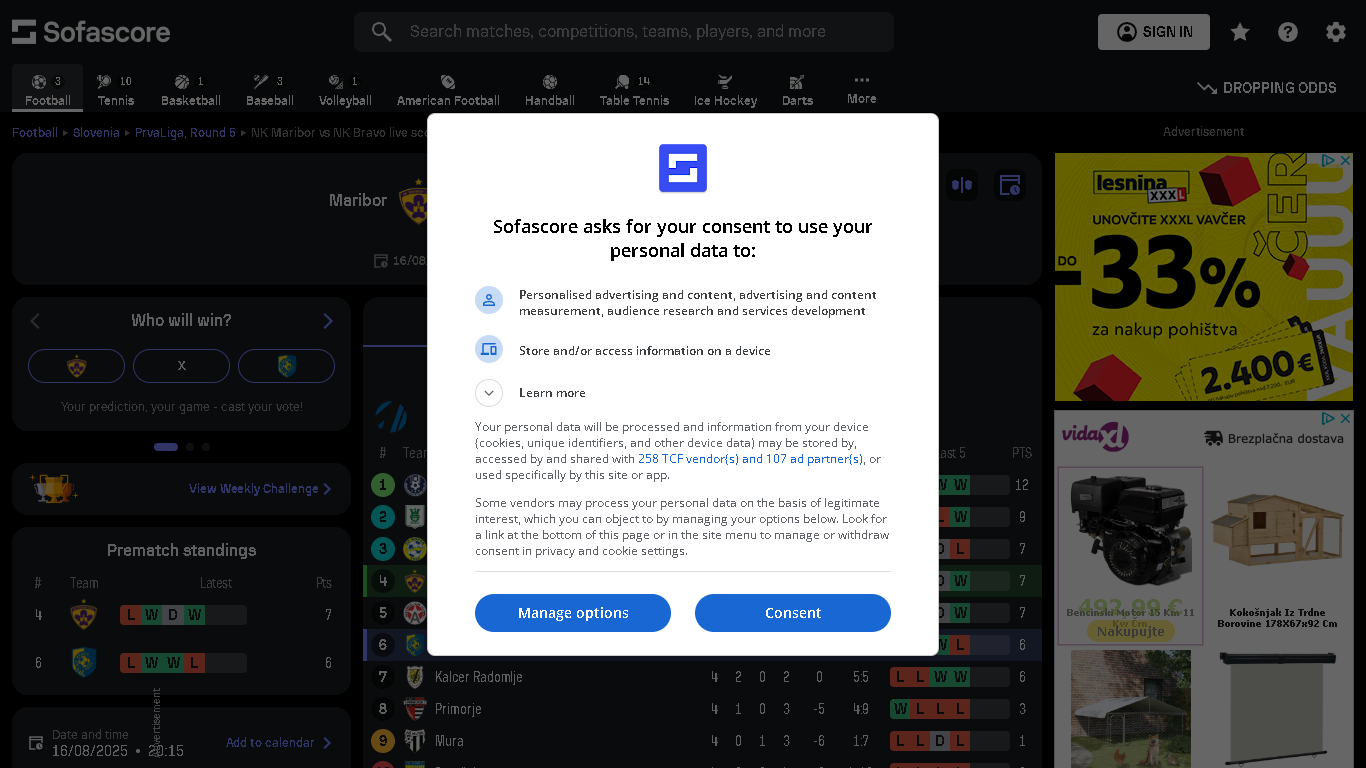 Sofascore
Search matches, competitions, teams, players, and more
SIGN IN
3
Football
10
Tennis
1
Basketball
3
Baseball
1
Volleyball
American Football
Handball
14
Table Tennis
Ice Hockey
Darts
More
DROPPING ODDS
Football
Slovenia
PrvaLiga, Round 5
NK Maribor vs NK Bravo live
Advertisement
Maribor
16/08
Who will win?
X
Your prediction, your game - cast your vote!
View Weekly Challenge
Prematch standings
# Team Latest Pts
4 L W D W 7
6 L W W L 6
Date and time
16/08/2025 •
Add to calendar
Advertisement
Sofascore asks for your consent to use your
personal data to:
Personalised advertising and content, advertising and content
measurement, audience research and services development
Store and/or access information on a device
Learn more
Your personal data will be processed and information from your device
(cookies, unique identifiers, and other device data) may be stored by,
accessed by and shared with 258 TCF vendor(s) and 107 ad partner(s), or
used specifically by this site or app.
Some vendors may process your personal data on the basis of legitimate
interest, which you can object to by managing your options below. Look for
a link at the bottom of this page or in the site menu to manage or withdraw
consent in privacy and cookie settings.
Manage options
Consent
# 5 PTS
1 W 12
2 L W 9
3 D L 7
4 D W 7
5 D W 7
6 W L 6
7 Kalcer Radomlje 4 2 0 2 0 5:5 L L W W 6
8 Primorje 4 1 0 3 -5 4:9 W L L L 3
9 Mura 4 0 1 3 -6 1:7 L L D L 1
lesnina
XXXL
UNOVČITE XXXL VAVČER
DO
-33%
za nakup pohištva
2.400€
vidaXL
Brezplačna dostava
Bencinski Motor 15 Km 11
Kw Črn
Nakupujte
Kokošnjak Iz Trdne
Borovine 178X67x92 Cm